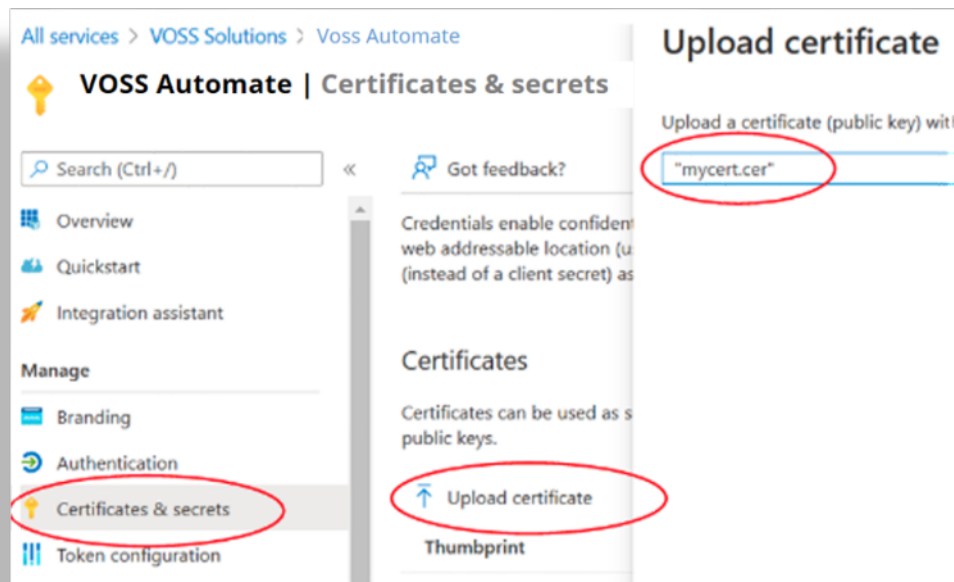 All services > VOSS Solutions > Voss Automate
VOSS Automate | Certificates & secrets
Search (Ctrl+/)
«
Overview
Quickstart
Integration assistant
Manage
Branding
Authentication
Certificates & secrets
Token configuration
Got feedback?
Credentials enable confiden
web addressable location (u
(instead of a client secret) as
Certificates
Certificates can be used as s
public keys.
Upload certificate
Thumbprint
Upload certificate
Upload a certificate (public key) wit
"mycert.cer"